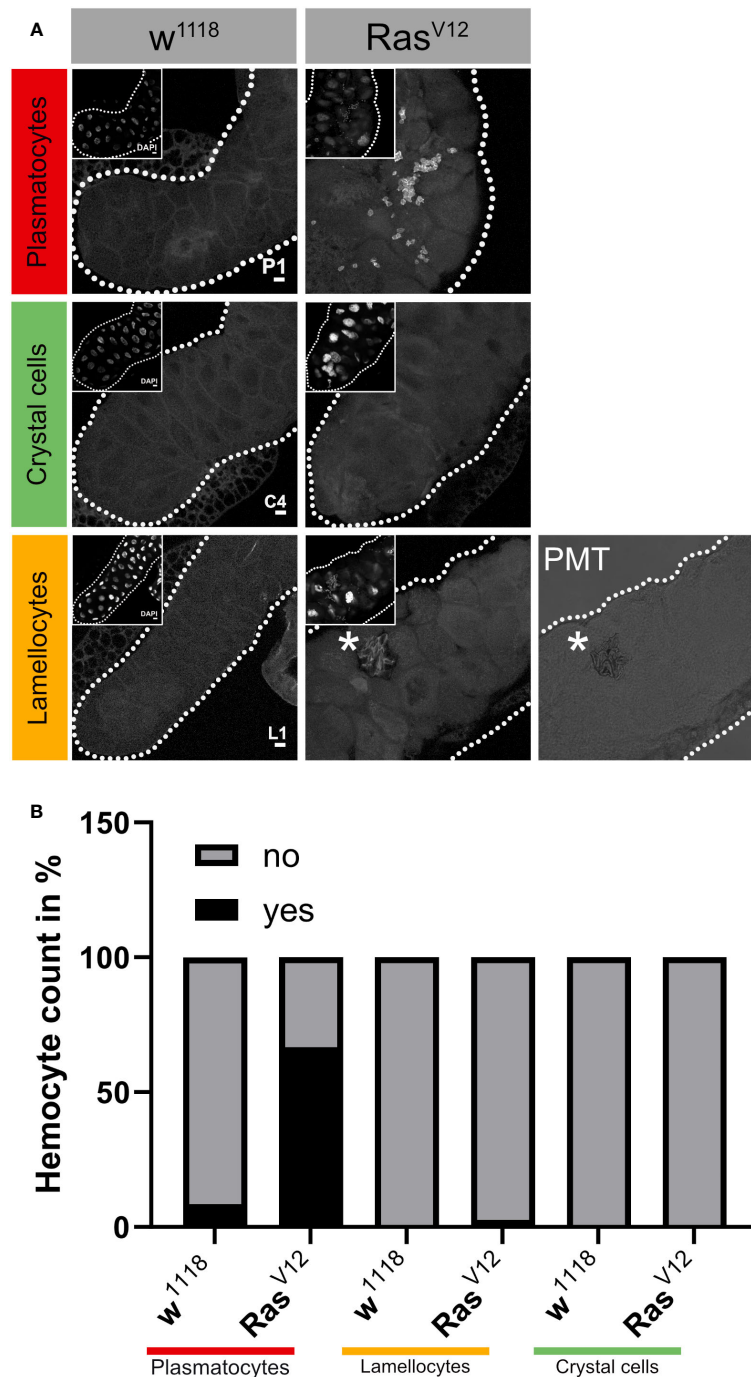 A
w1118
RasV12
Plasmatocytes
DAPI
P1
Crystal cells
DAPI
C4
Lamellocytes
DAPI
L1
*
*
PMT
B
150
100
50
0
Hemocyte count in %
no
yes
w1118
RasV12
w1118
RasV12
w1118
RasV12
Plasmatocytes
Lamellocytes
Crystal cells